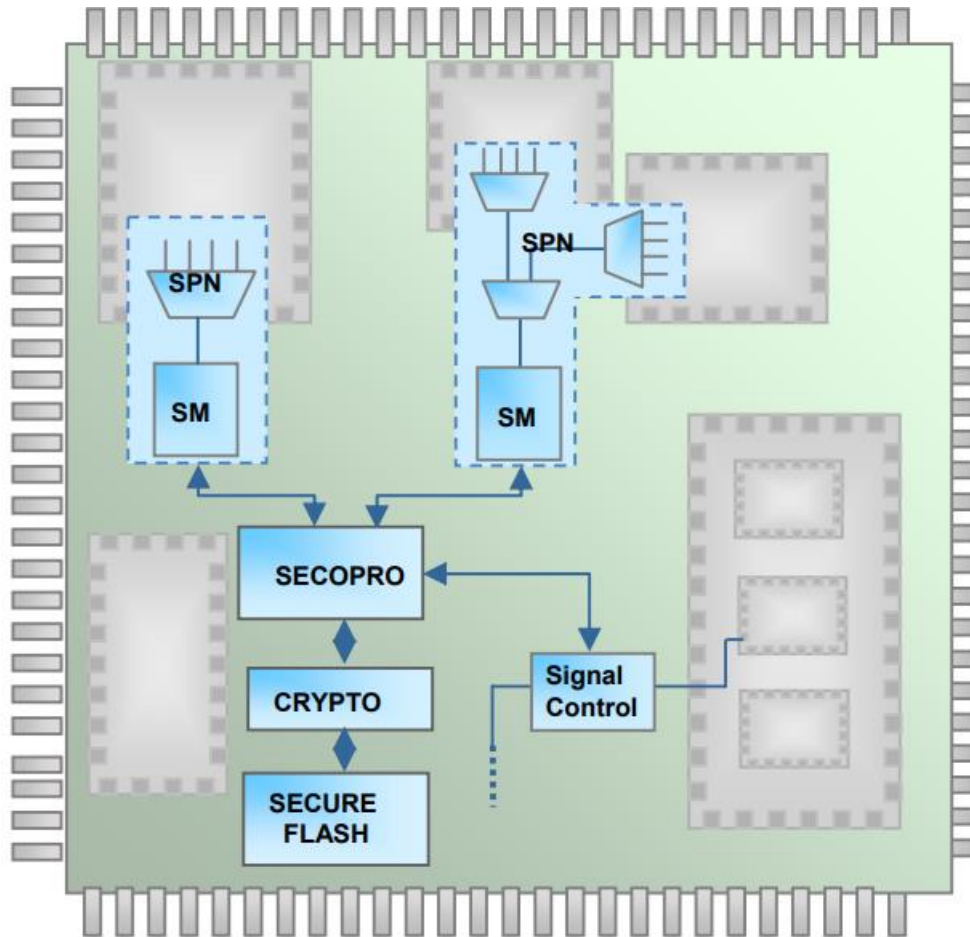 SPN
SPN
SM
SM
SECOPRO
Signal
Control
CRYPTO
SECURE
FLASH